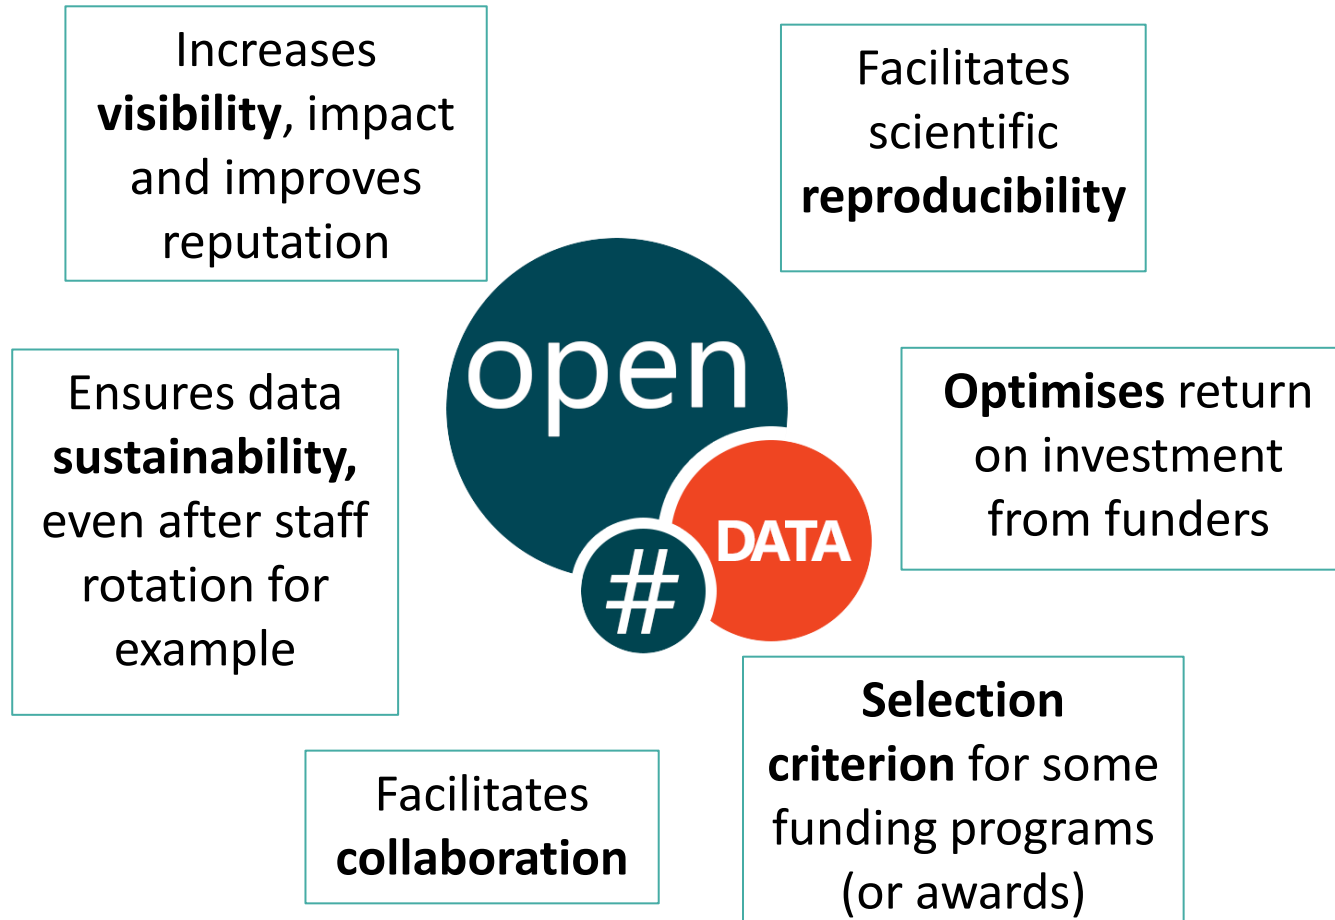 Increases
visibility, impact
and improves
reputation
Facilitates
scientific
reproducibility
open
DATA
#
Ensures data
sustainability,
even after staff
rotation for
example
Optimises return
on investment
from funders
Facilitates
collaboration
Selection
criterion for some
funding programs
(or awards)